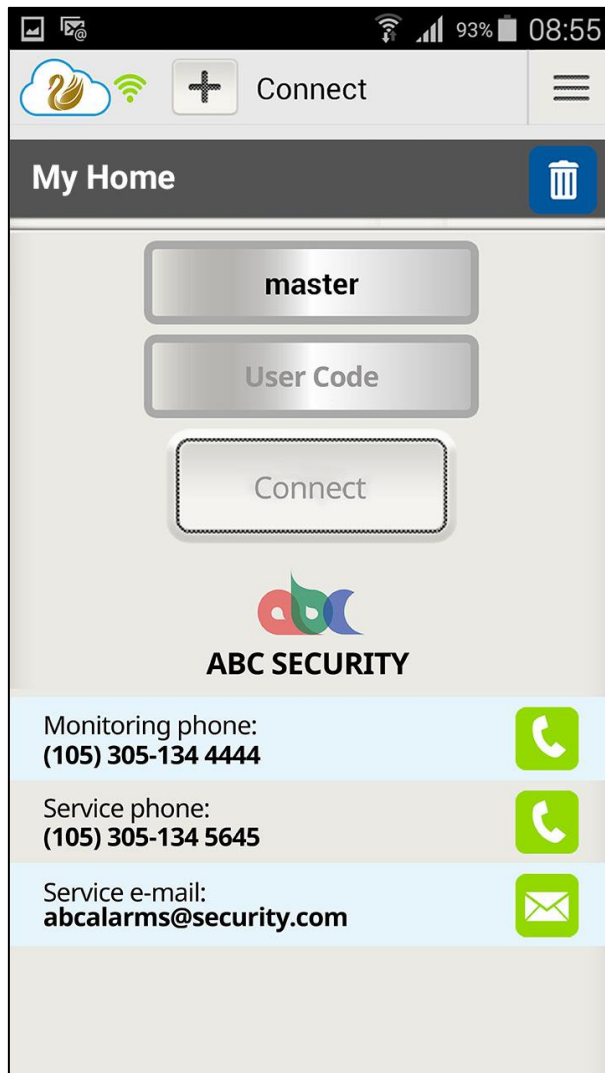 93% 08:55
Connect
My Home
master
User Code
Connect
abc
ABC SECURITY
Monitoring phone:
(105) 305-134 4444
Service phone:
(105) 305-134 5645
Service e-mail:
abcalarms@security.com